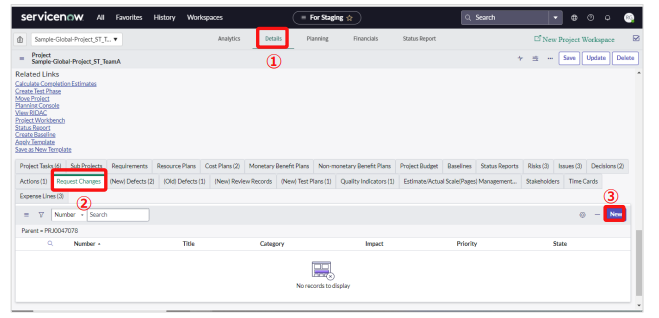 servicenow All Favorites History Workspaces For Staging ☆ Search
Sample-Global-Project_ST_T... ▼ Analytics Details Planning Financials Status Report New Project Workspace
①
Project
Sample-Global-Project_ST_TeamA Save Update Delete
Related Links
Calculate Completion Estimates
Create Test Phase
Move Project
Planning Console
View RIDAC
Project Workbench
Status Report
Create Baseline
Apply Template
Save as New Template
Project Tasks (6) Sub Projects Requirements Resource Plans Cost Plans (2) Monetary Benefit Plans Non-monetary Benefit Plans Project Budget Baselines Status Reports Risks (3) Issues (3) Decisions (2)
Actions (1) Request Changes (New) Defects (2) (Old) Defects (1) (New) Review Records (New) Test Plans (1) Quality Indicators (1) Estimate/Actual Scale(Pages) Management... Stakeholders Time Cards
Expense Lines (3)
② ③
Number Search New
Parent = PRJ0047078
Number Title Category Impact Priority State
No records to display